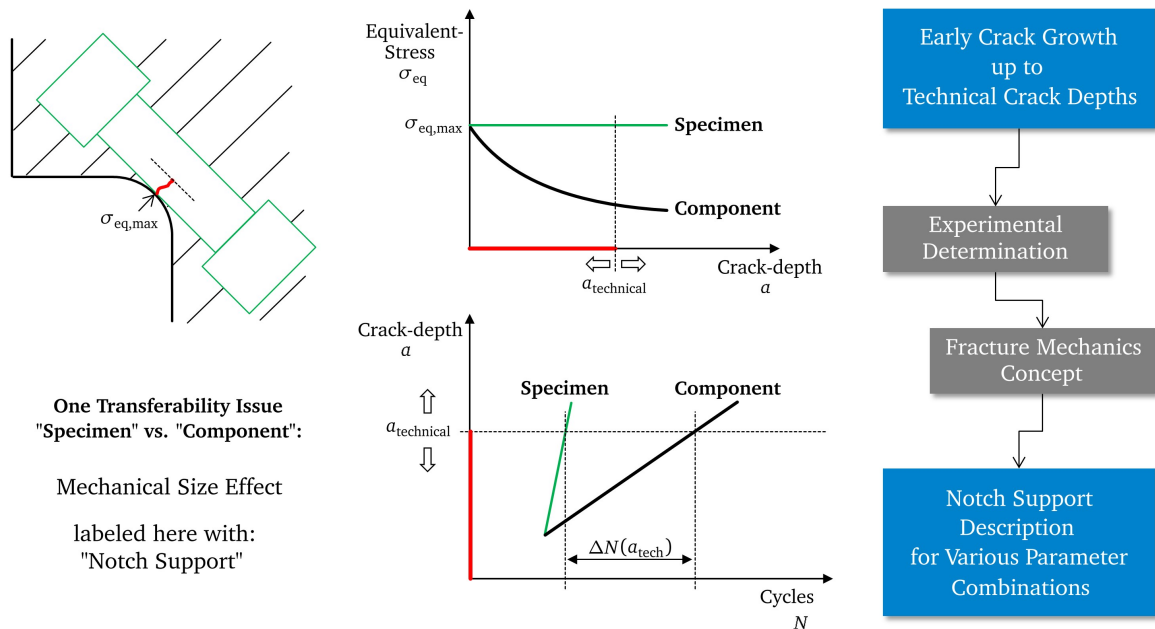 σeq,max
One Transferability Issue
"Specimen" vs. "Component":
Mechanical Size Effect
labeled here with:
"Notch Support"
Equivalent-
Stress
σeq
σeq,max
Specimen
Component
atechnical
Crack-depth
a
Crack-depth
a
Specimen
Component
atechnical
ΔN(atech)
Cycles
N
Early Crack Growth
up to
Technical Crack Depths
Experimental
Determination
Fracture Mechanics
Concept
Notch Support
Description
for Various Parameter
Combinations